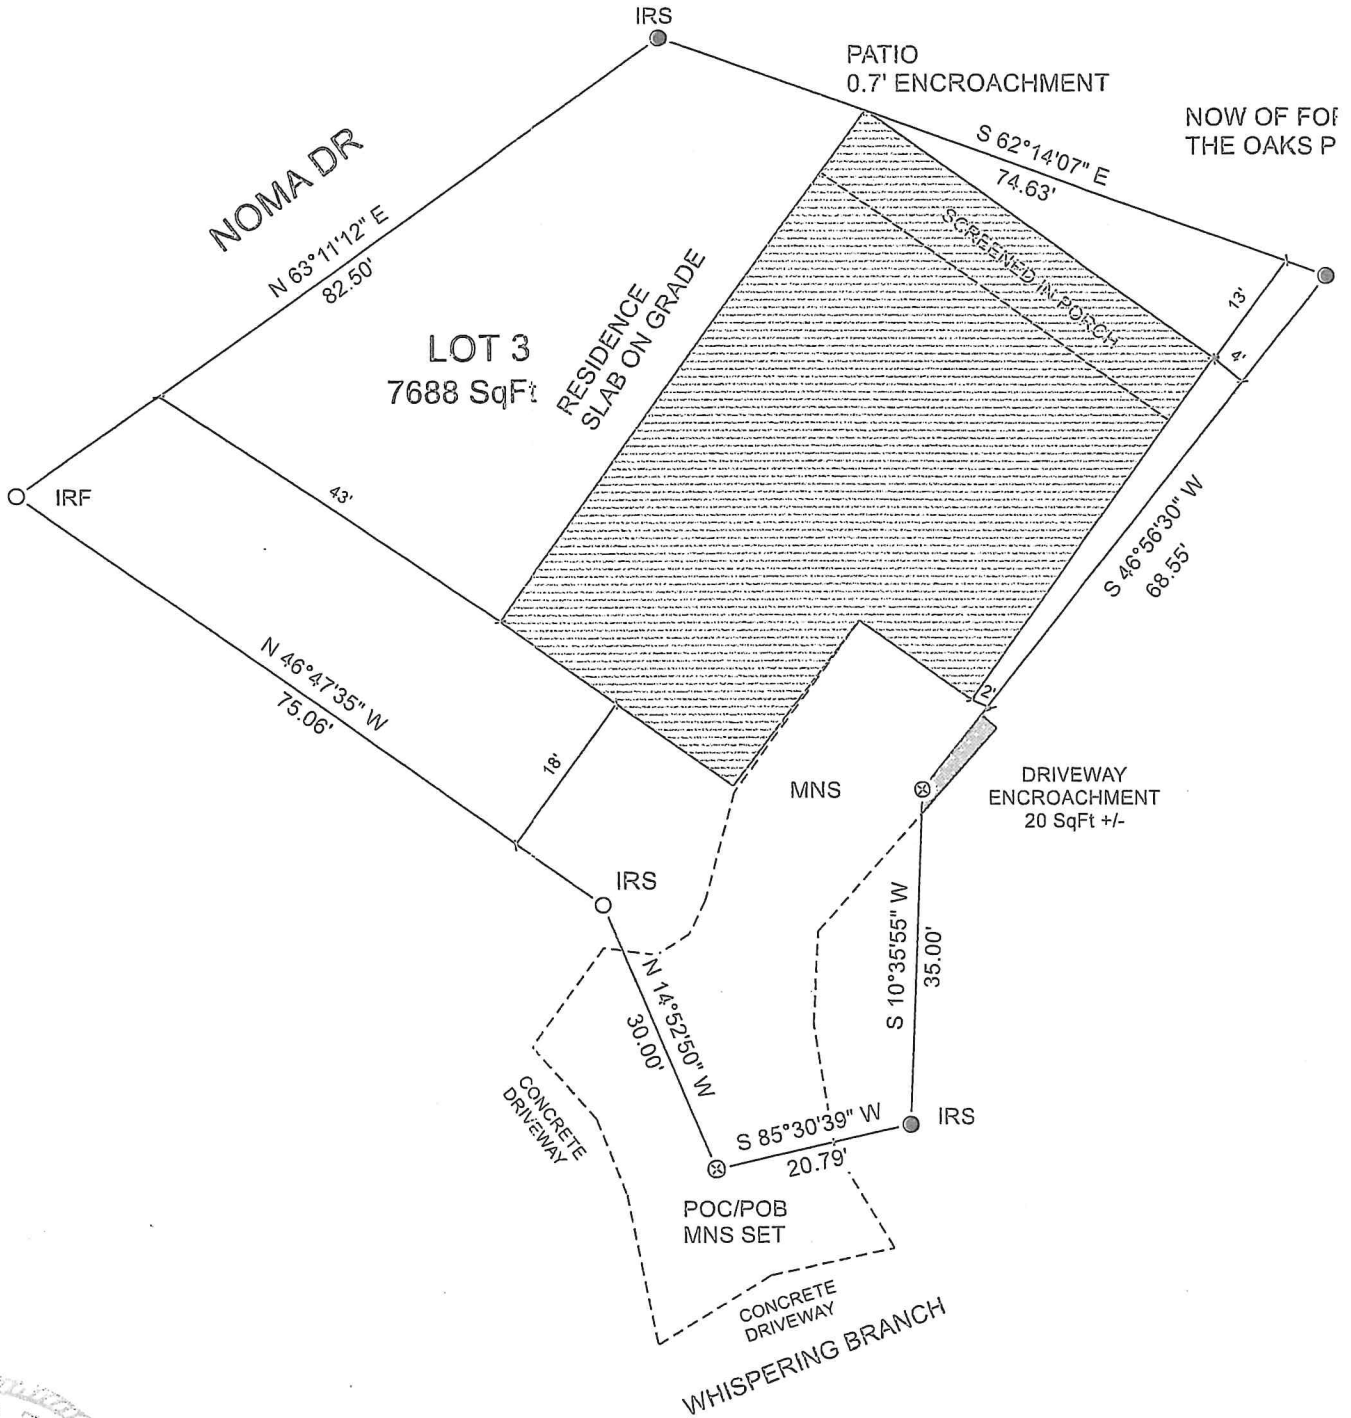 IRS
PATIO
0.7' ENCROACHMENT
NOW OF
THE OAKS
S 62°14'07" E
74.63'
NOMA DR
N 63°11'12" E
82.50'
SCREENED IN PORCH
13'
4'
LOT 3
7688 SqFt
RESIDENCE
SLAB ON GRADE
IRF
43'
S 46°56'30" W
68.55'
N 46°47'35" W
75.06'
18'
2'
MNS
DRIVEWAY
ENCROACHMENT
20 SqFt +/-
IRS
N 14°52'50" W
30.00'
S 10°35'55" W
35.00'
CONCRETE
DRIVEWAY
S 85°30'39" W
20.79'
IRS
POC/POB
MNS SET
CONCRETE
DRIVEWAY
WHISPERING BRANCH